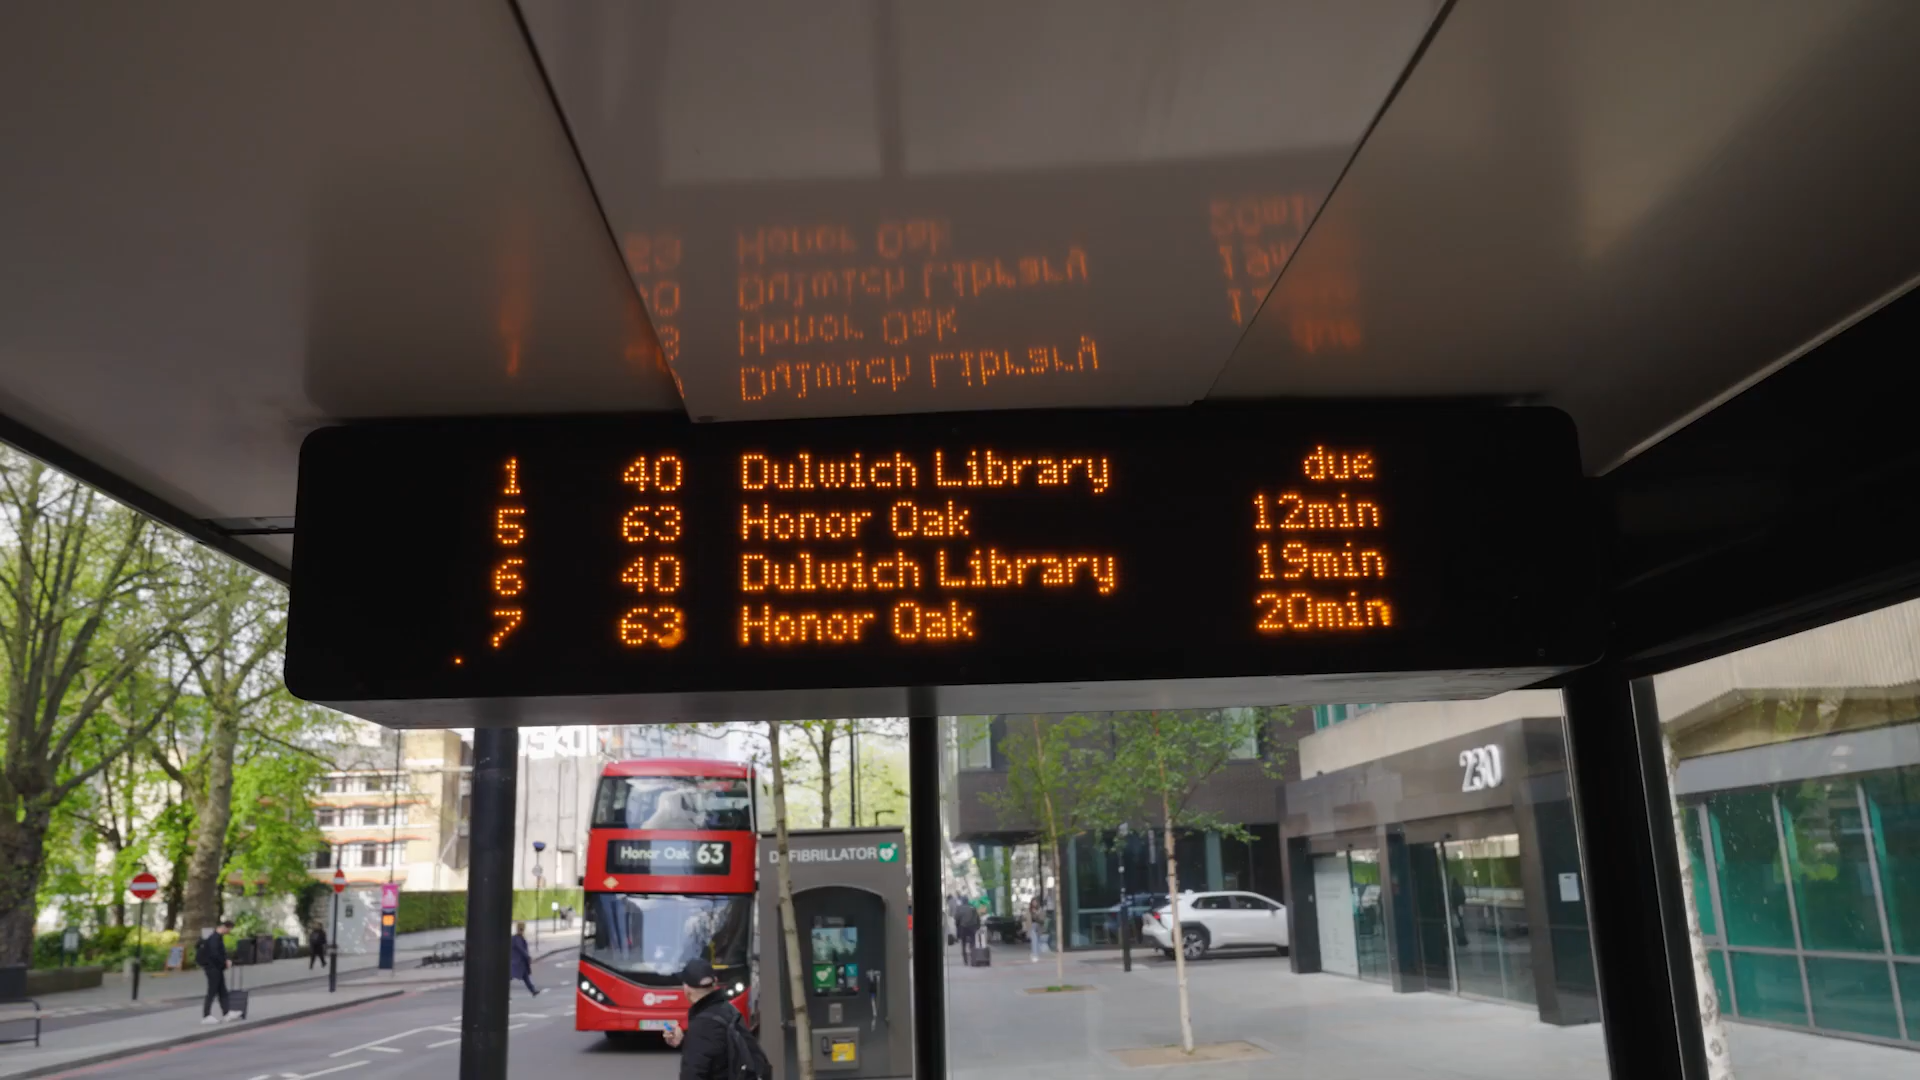 1 40 Dulwich Library due
5 63 Honor Oak 12min
6 40 Dulwich Library 19min
7 63 Honor Oak 20min
230
Honor Oak 63
DEFIBRILLATOR